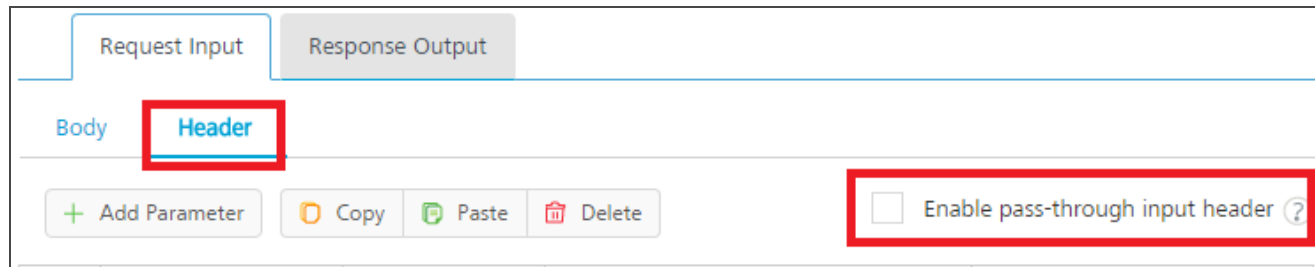 Request Input Response Output
Body Header
Add Parameter Copy Paste Delete Enable pass-through input header ?